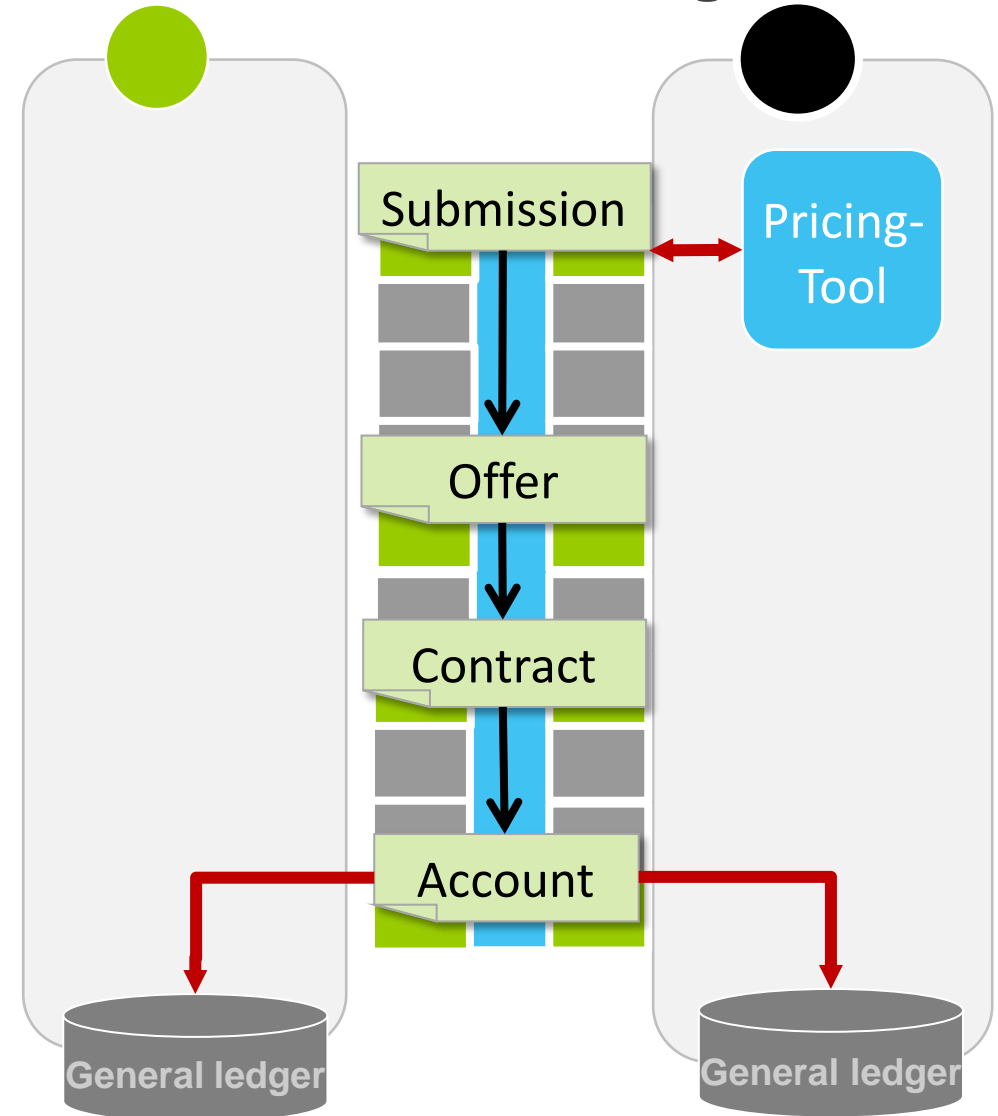 Submission
Pricing-
Tool
Offer
Contract
Account
General ledger
General ledger